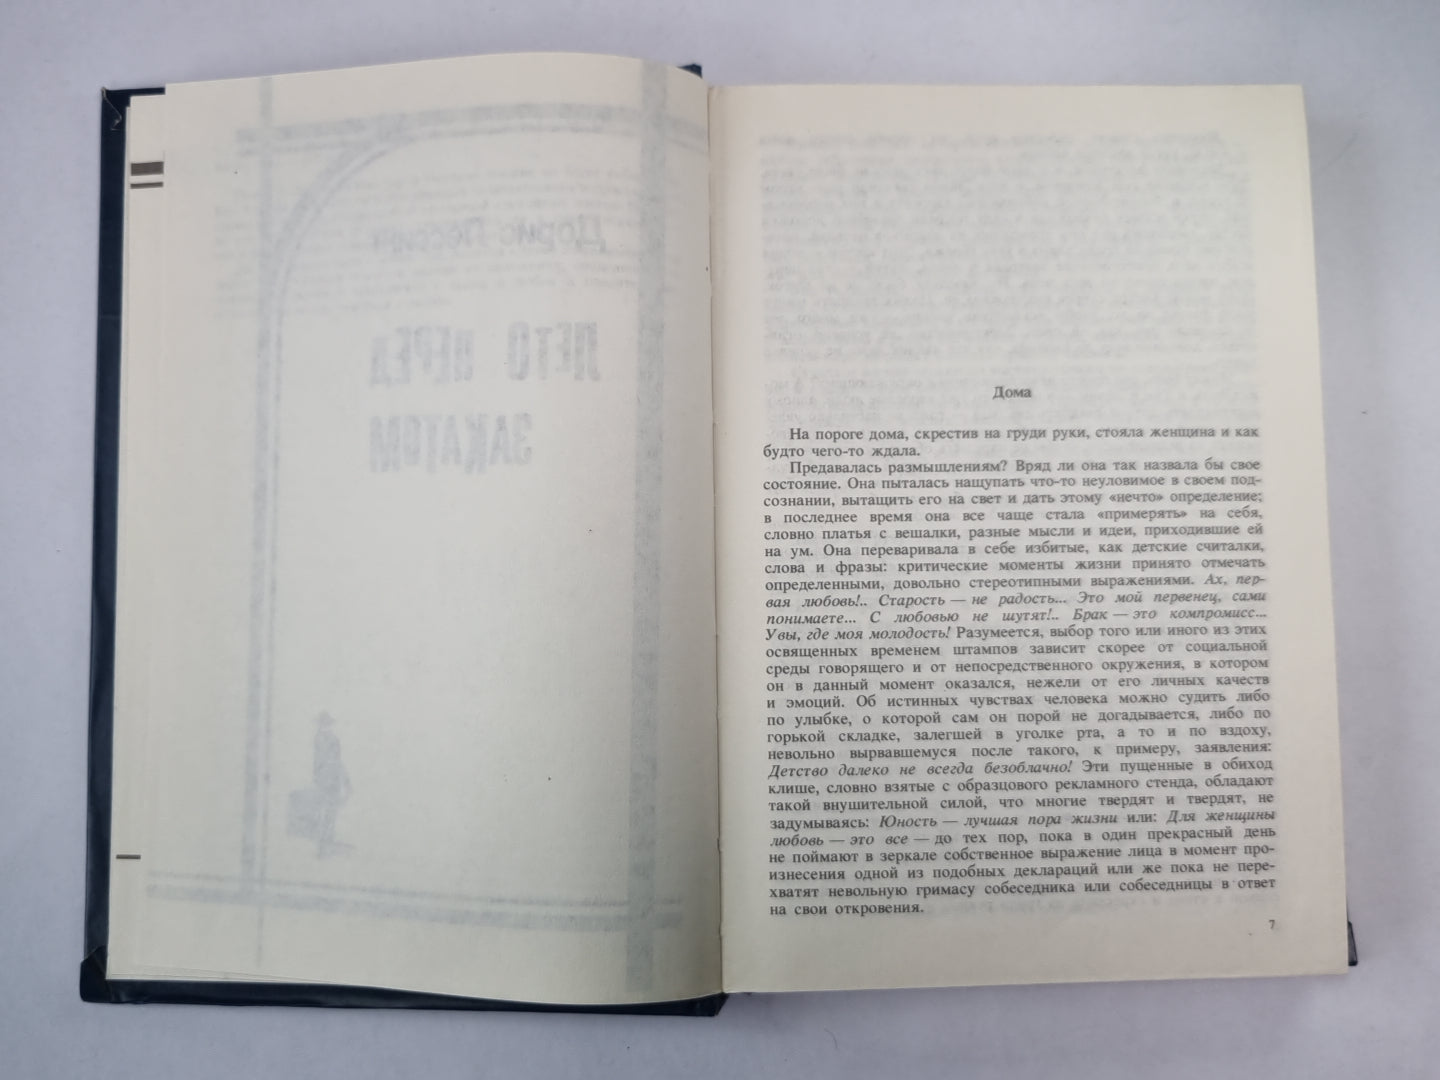 Дорис Лессинг
ЛЕТО ПЕРЕД
ЗАКАТОМ
Дома
На пороге дома, скрестив на груди руки, стояла женщина и как
будто чего-то ждала.
Предавалась размышлениям? Вряд ли она так назвала бы свое
состояние. Она пыталась нащупать что-то неуловимое в своем под-
сознании, вытащить его на свет и дать этому «нечто» определение;
в последнее время она все чаще стала «примерять» на себя,
словно платья с вешалки, разные мысли и идеи, приходившие ей
на ум. Она переваривала в себе избитые, как детские считалки,
слова и фразы: критические моменты жизни принято отмечать
определенными, довольно стереотипными выражениями. Ах, пер-
вая любовь!.. Старость — не радость... Это мой первенец, сами
понимаете... С любовью не шутят!.. Брак — это компромисс...
Увы, где моя молодость! Разумеется, выбор того или иного из этих
освященных временем штампов зависит скорее от социальной
среды говорящего и от непосредственного окружения, в котором
он в данный момент оказался, нежели от его личных качеств
и эмоций. Об истинных чувствах человека можно судить либо
по улыбке, о которой сам он порой не догадывается, либо по
горькой складке, залегшей в уголке рта, а то и по вздоху,
невольно вырвавшемуся после такого, к примеру, заявления:
Детство далеко не всегда безоблачно! Эти пущенные в обиход
клише, словно взятые с образцового рекламного стенда, обладают
такой внушительной силой, что многие твердят и твердят, не
задумываясь: Юность — лучшая пора жизни или: Для женщины
любовь — это все — до тех пор, пока в один прекрасный день
не поймают в зеркале собственное выражение лица в момент про-
изнесения одной из подобных деклараций или же пока не пере-
хватят невольную гримасу собеседника или собеседницы в ответ
на свои откровения.
7